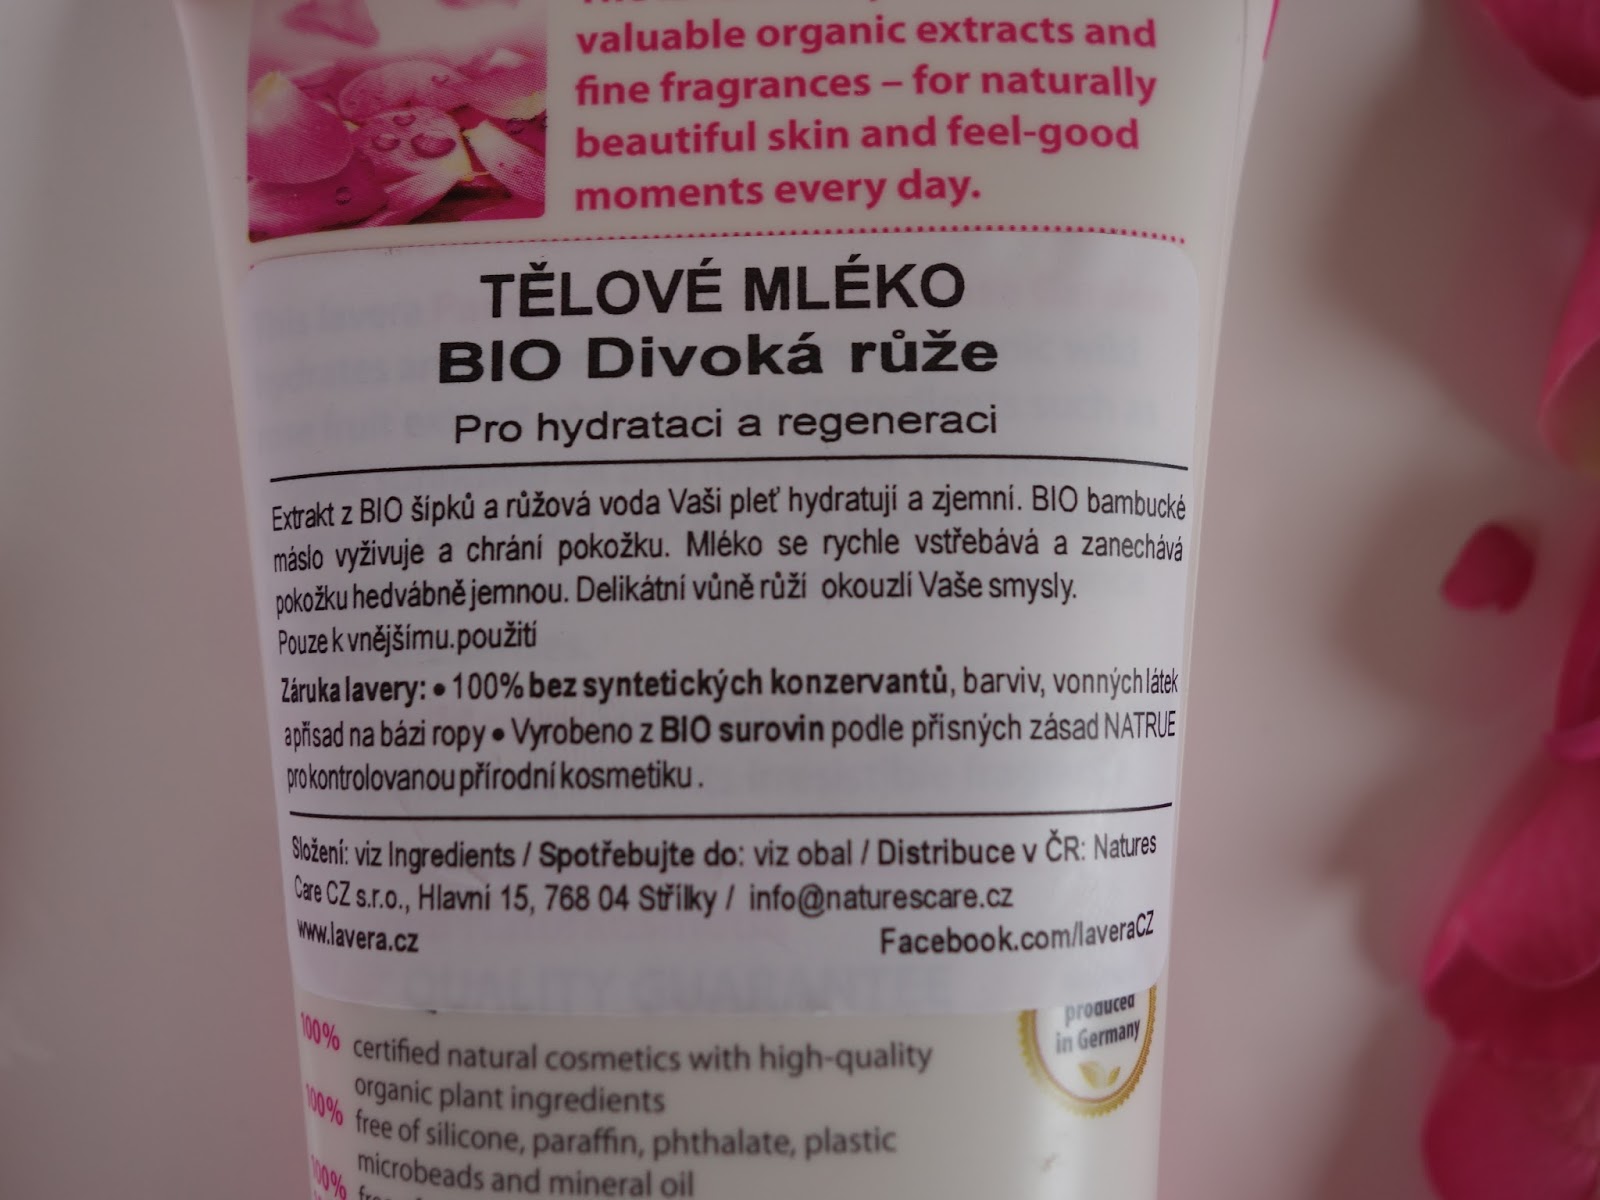 valuable organic extracts and
fine fragrances – for naturally
beautiful skin and feel-good
moments every day.
TĚLOVÉ MLÉKO
BIO Divoká růže
Pro hydrataci a regeneraci
Extrakt z BIO šípků a růžová voda Vaši pleť hydratují a zjemní. BIO bambucké
máslo vyživuje a chrání pokožku. Mléko se rychle vstřebává a zanechává
pokožku hedvábně jemnou. Delikátní vůně růží okouzlí Vaše smysly.
Pouze k vnějšímu.použití
Záruka lavery: • 100% bez syntetických konzervantů, barviv, vonných látek
a přísad na bázi ropy • Vyrobeno z BIO surovin podle přísných zásad NATRUE
pro kontrolovanou přírodní kosmetiku .
Složení: viz Ingredients / Spotřebujte do: viz obal / Distribuce v ČR: Natures
Care CZ s.r.o., Hlavní 15, 768 04 Střílky / info@naturescare.cz
www.lavera.cz Facebook.com/laveraCZ
QUALITY GUARANTEE
produced
in Germany
100% certified natural cosmetics with high-quality
organic plant ingredients
100% free of silicone, paraffin, phthalate, plastic
microbeads and mineral oil
100%